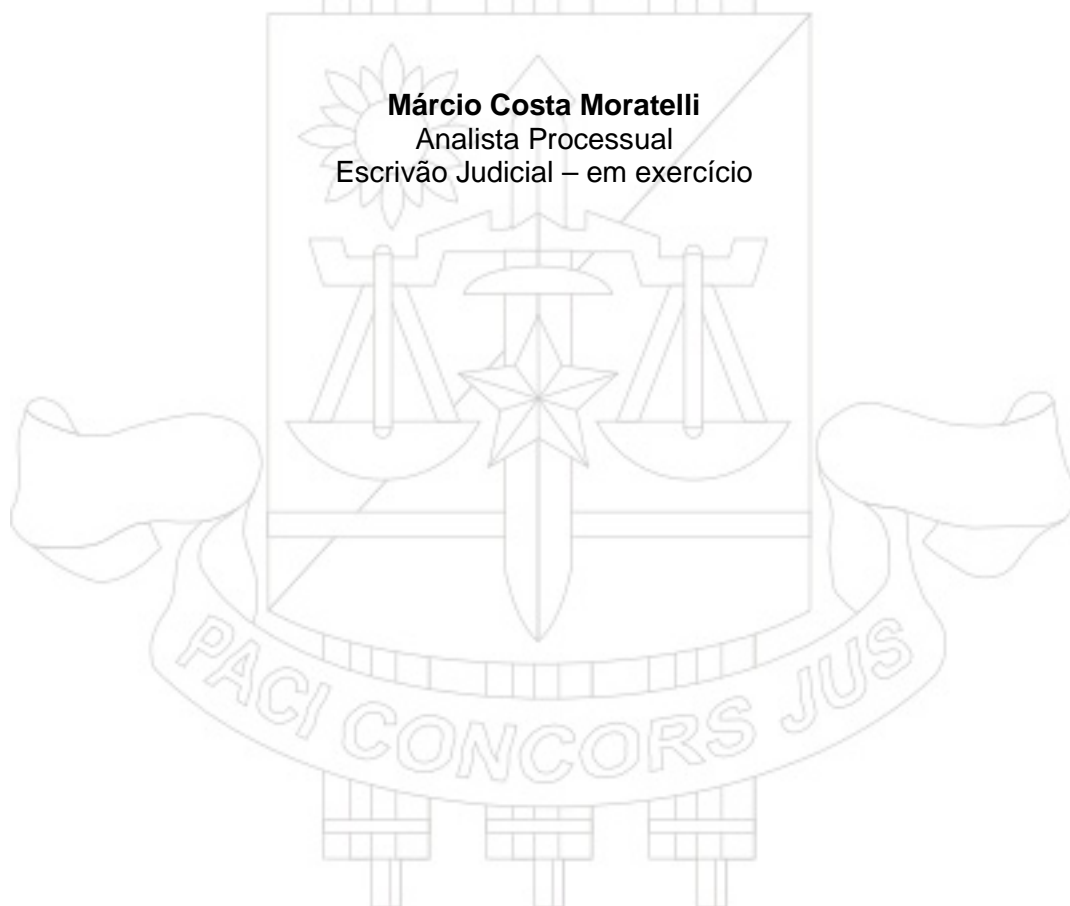 Márcio Costa Moratelli
Analista Processual
Escrivão Judicial – em exercício
PACI CONCORS JUS